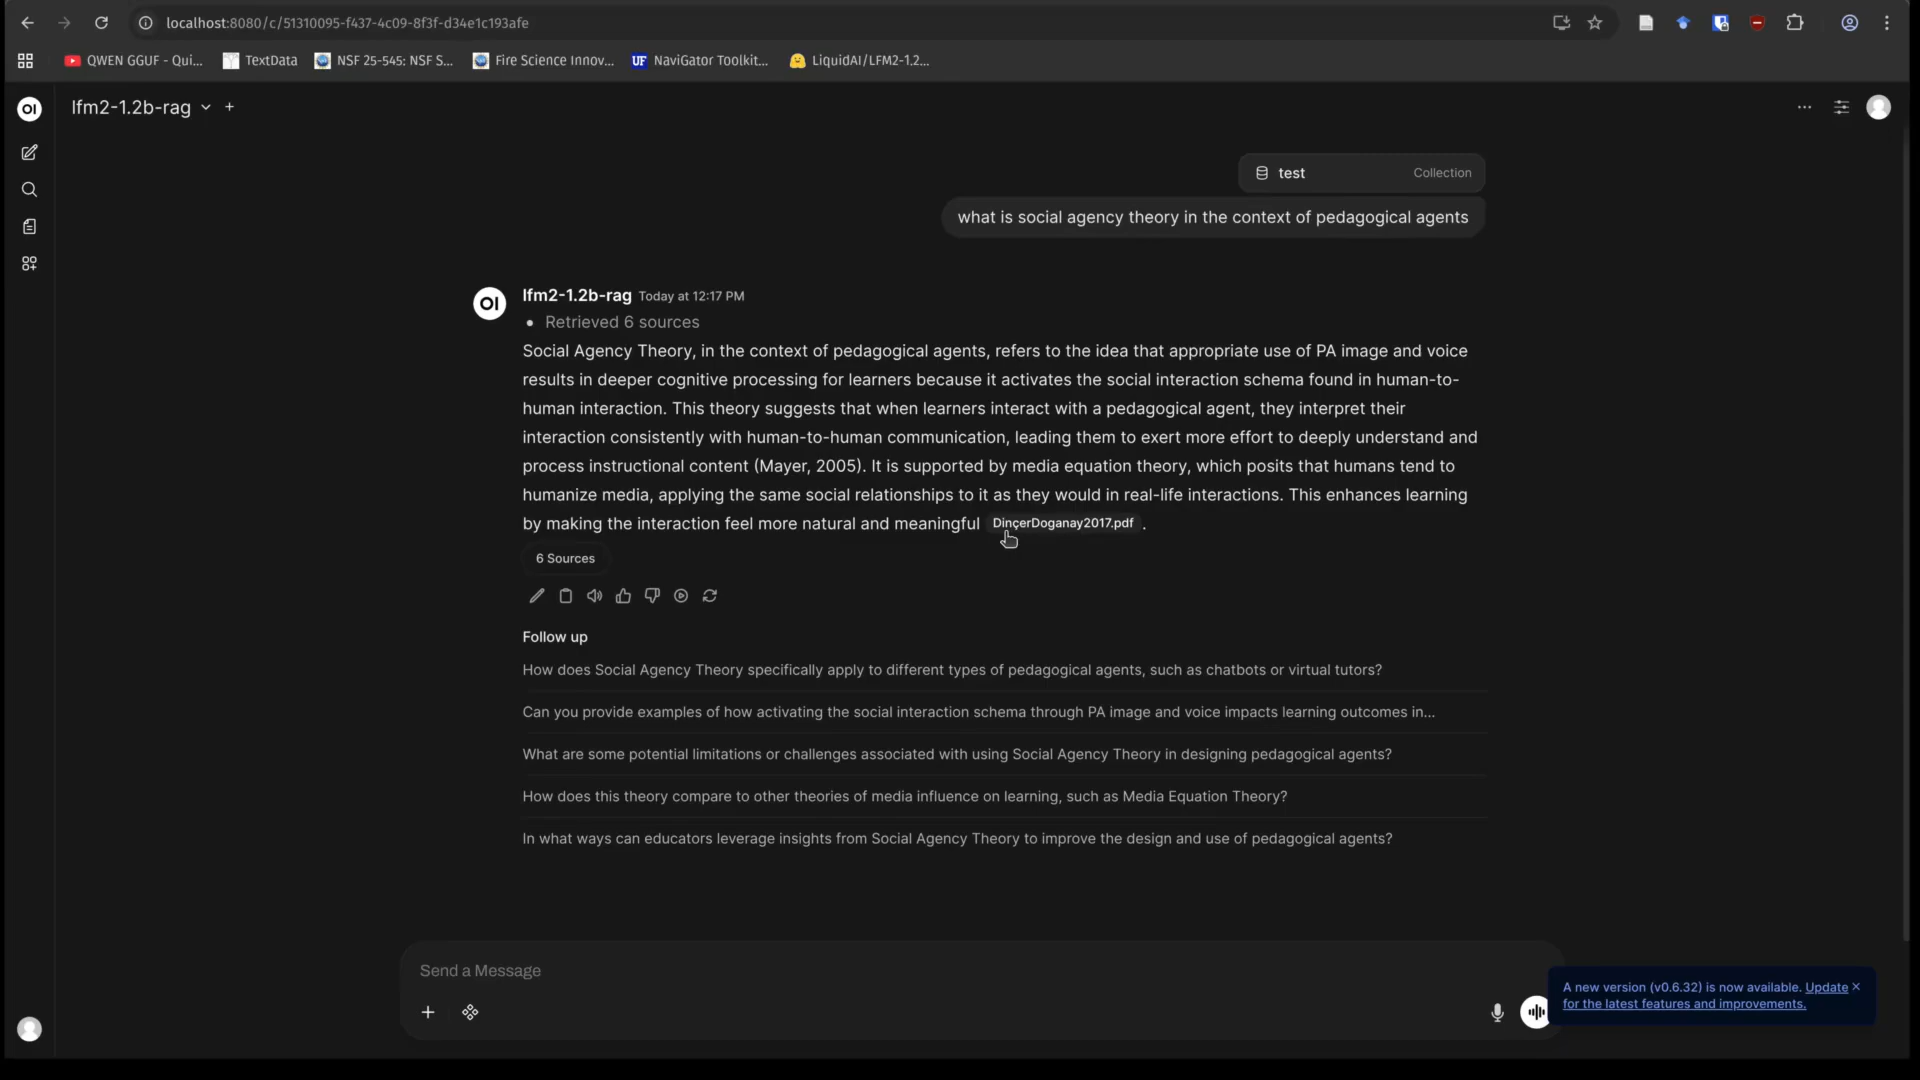 localhost:8080/c/51310095-f437-4c09-8f3f-d34e1c193afe
QWEN GGUF - Qui...
TextData
NSF 25-545: NSF S...
Fire Science Innov...
UF NaviGator Toolkit...
LiquidAI/LFM2-1.2...
OI
lfm2-1.2b-rag
test
Collection
what is social agency theory in the context of pedagogical agents
OI
lfm2-1.2b-rag Today at 12:17 PM
Retrieved 6 sources
Social Agency Theory, in the context of pedagogical agents, refers to the idea that appropriate use of PA image and voice
results in deeper cognitive processing for learners because it activates the social interaction schema found in human-to-
human interaction. This theory suggests that when learners interact with a pedagogical agent, they interpret their
interaction consistently with human-to-human communication, leading them to exert more effort to deeply understand and
process instructional content (Mayer, 2005). It is supported by media equation theory, which posits that humans tend to
humanize media, applying the same social relationships to it as they would in real-life interactions. This enhances learning
by making the interaction feel more natural and meaningful DinçerDoganay2017.pdf .
6 Sources
Follow up
How does Social Agency Theory specifically apply to different types of pedagogical agents, such as chatbots or virtual tutors?
Can you provide examples of how activating the social interaction schema through PA image and voice impacts learning outcomes in...
What are some potential limitations or challenges associated with using Social Agency Theory in designing pedagogical agents?
How does this theory compare to other theories of media influence on learning, such as Media Equation Theory?
In what ways can educators leverage insights from Social Agency Theory to improve the design and use of pedagogical agents?
Send a Message
A new version (v0.6.32) is now available. Update
for the latest features and improvements.